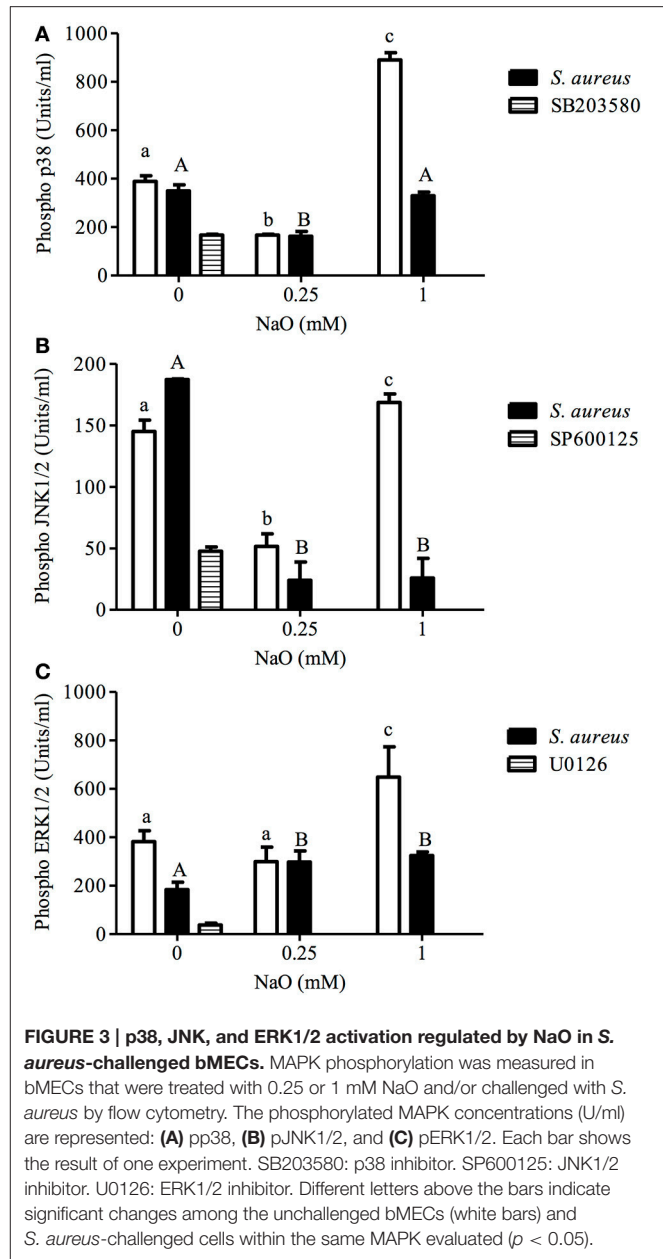 A
Phospho p38 (Units/ml)
1000
800
600
400
200
0
a
A
b
B
c
A
0
0.25
1
NaO (mM)
S. aureus
SB203580
B
Phospho JNK1/2 (Units/ml)
200
150
100
50
0
a
A
b
B
c
B
0
0.25
1
NaO (mM)
S. aureus
SP600125
C
Phospho ERK1/2 (Units/ml)
1000
800
600
400
200
0
a
A
a
B
c
B
0
0.25
1
NaO (mM)
S. aureus
U0126
FIGURE 3 | p38, JNK, and ERK1/2 activation regulated by NaO in S.
aureus-challenged bMECs. MAPK phosphorylation was measured in
bMECs that were treated with 0.25 or 1 mM NaO and/or challenged with S.
aureus by flow cytometry. The phosphorylated MAPK concentrations (U/ml)
are represented: (A) pp38, (B) pJNK1/2, and (C) pERK1/2. Each bar shows
the result of one experiment. SB203580: p38 inhibitor. SP600125: JNK1/2
inhibitor. U0126: ERK1/2 inhibitor. Different letters above the bars indicate
significant changes among the unchallenged bMECs (white bars) and
S. aureus-challenged cells within the same MAPK evaluated (p < 0.05).